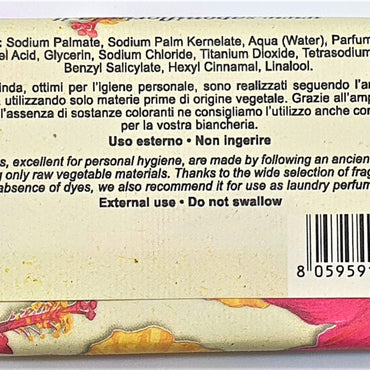 : Sodium Palmate, Sodium Palm Kernelate, Aqua (Water), Parfum
el Acid, Glycerin, Sodium Chloride, Titanium Dioxide, Tetrasodium
Benzyl Salicylate, Hexyl Cinnamal, Linalool.
inda, ottimi per l'igiene personale, sono realizzati seguendo l'an
utilizzando solo materie prime di origine vegetale. Grazie all'amp
l'assenza di sostanze coloranti ne consigliamo l'utilizzo anche com
per la vostra biancheria.
Uso esterno • Non ingerire
s, excellent for personal hygiene, are made by following an ancien
g only raw vegetable materials. Thanks to the wide selection of frag
absence of dyes, we also recommend it for use as laundry perfum
External use • Do not swallow
8 059591